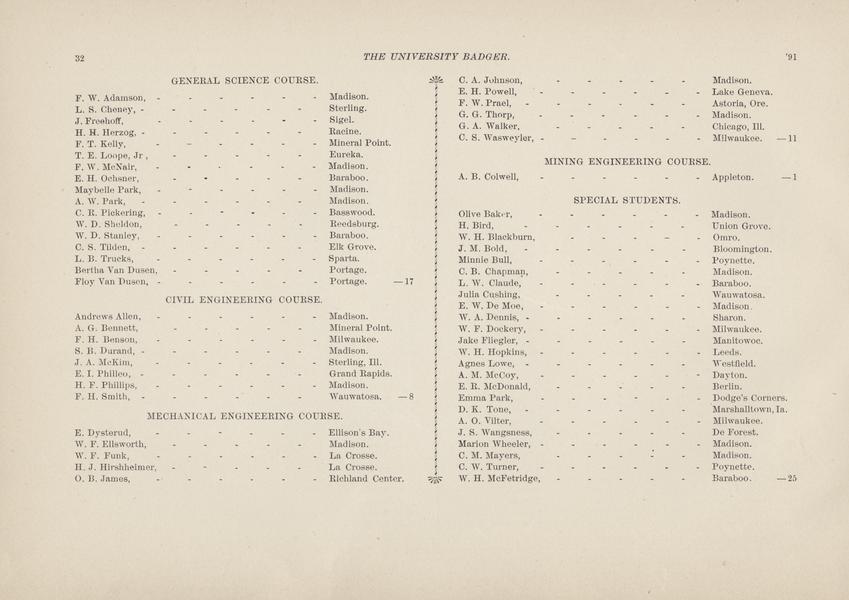 32
THE UNIVERSITY BADGER.
'91
GENERAL SCIENCE COURSE.
F. W. Adamson, - - - - - - Madison.
L. S. Cheney, - - - - - - - Sterling.
J. Freehoff, - - - - - - Sigel.
H. H. Herzog, - - - - - - - Racine.
F. T. Kelly, - - - - - - Mineral Point.
T. E. Loope, Jr, - - - - - - Eureka.
F. W. McNair, - - - - - - Madison.
E. H. Ochsner, - - - - - - Baraboo.
Maybelle Park, - - - - - - Madison.
A. W. Park, - - - - - - - Madison.
C. R. Pickering, - - - - - - Basswood.
W. D. Sheldon, - - - - - Reedsburg.
W. D. Stanley, - - - - - - Baraboo.
C. S. Tilden, - - - - - - - Elk Grove.
L. B. Trucks, - - - - - - Sparta.
Bertha Van Dusen, - - - - - Portage.
Floy Van Dusen, - - - - - - Portage. —17
CIVIL ENGINEERING COURSE.
Andrews Allen, - - - - - - Madison.
A. G. Bennett, - - - - - Mineral Point.
F. H. Benson, - - - - - - Milwaukee.
S. B. Durand, - - - - - - - Madison.
J. A. McKim, - - - - - - Sterling, Ill.
E. I. Philleo, - - - - - - - Grand Rapids.
H. F. Phillips, - - - - - - Madison.
F. H. Smith, - - - - - - - Wauwatosa. —8
MECHANICAL ENGINEERING COURSE.
E. Dysterud, - - - - - - Ellison's Bay.
W. F. Ellsworth, - - - - - Madison.
W. F. Funk, - - - - - - La Crosse.
H. J. Hirshheimer, - - - - - La Crosse.
O. B. James, - - - - - - Richland Center.
C. A. Johnson, - - - - - Madison.
E. H. Powell, - - - - - - Lake Geneva.
F. W. Prael, - - - - - - Astoria, Ore.
G. G. Thorp, - - - - - - Madison.
G. A. Walker, - - - - - Chicago, Ill.
C. S. Wasweyler, - - - - - - Milwaukee. —11
MINING ENGINEERING COURSE.
A. B. Colwell, - - - - - - Appleton. —1
SPECIAL STUDENTS.
Olive Baker, - - - - - Madison.
H. Bird, - - - - - - Union Grove.
W. H. Blackburn, - - - - - Omro.
J. M. Bold, - - - - - - Bloomington.
Minnie Bull, - - - - - Poynette.
C. B. Chapman, - - - - - Madison.
L. W. Claude, - - - - - Baraboo.
Julia Cushing, - - - - - Wauwatosa.
E. W. De Moe, - - - - - Madison.
W. A. Dennis, - - - - - - Sharon.
W. F. Dockery, - - - - - Milwaukee.
Jake Fliegler, - - - - - - Manitowoc.
W. H. Hopkins, - - - - - Leeds.
Agnes Lowe, - - - - - - Westfield.
A. M. McCoy, - - - - - Dayton.
E. R. McDonald, - - - - - Berlin.
Emma Park, - - - - - Dodge's Corners.
D. K. Tone, - - - - - - Marshalltown, Ia.
A. O. Vilter, - - - - - Milwaukee.
J. S. Wangsness, - - - - - De Forest.
Marion Wheeler, - - - - - - Madison.
C. M. Mayers, - - - - - Madison.
C. W. Turner, - - - - - Poynette.
W. H. McFetridge, - - - - - Baraboo. —25